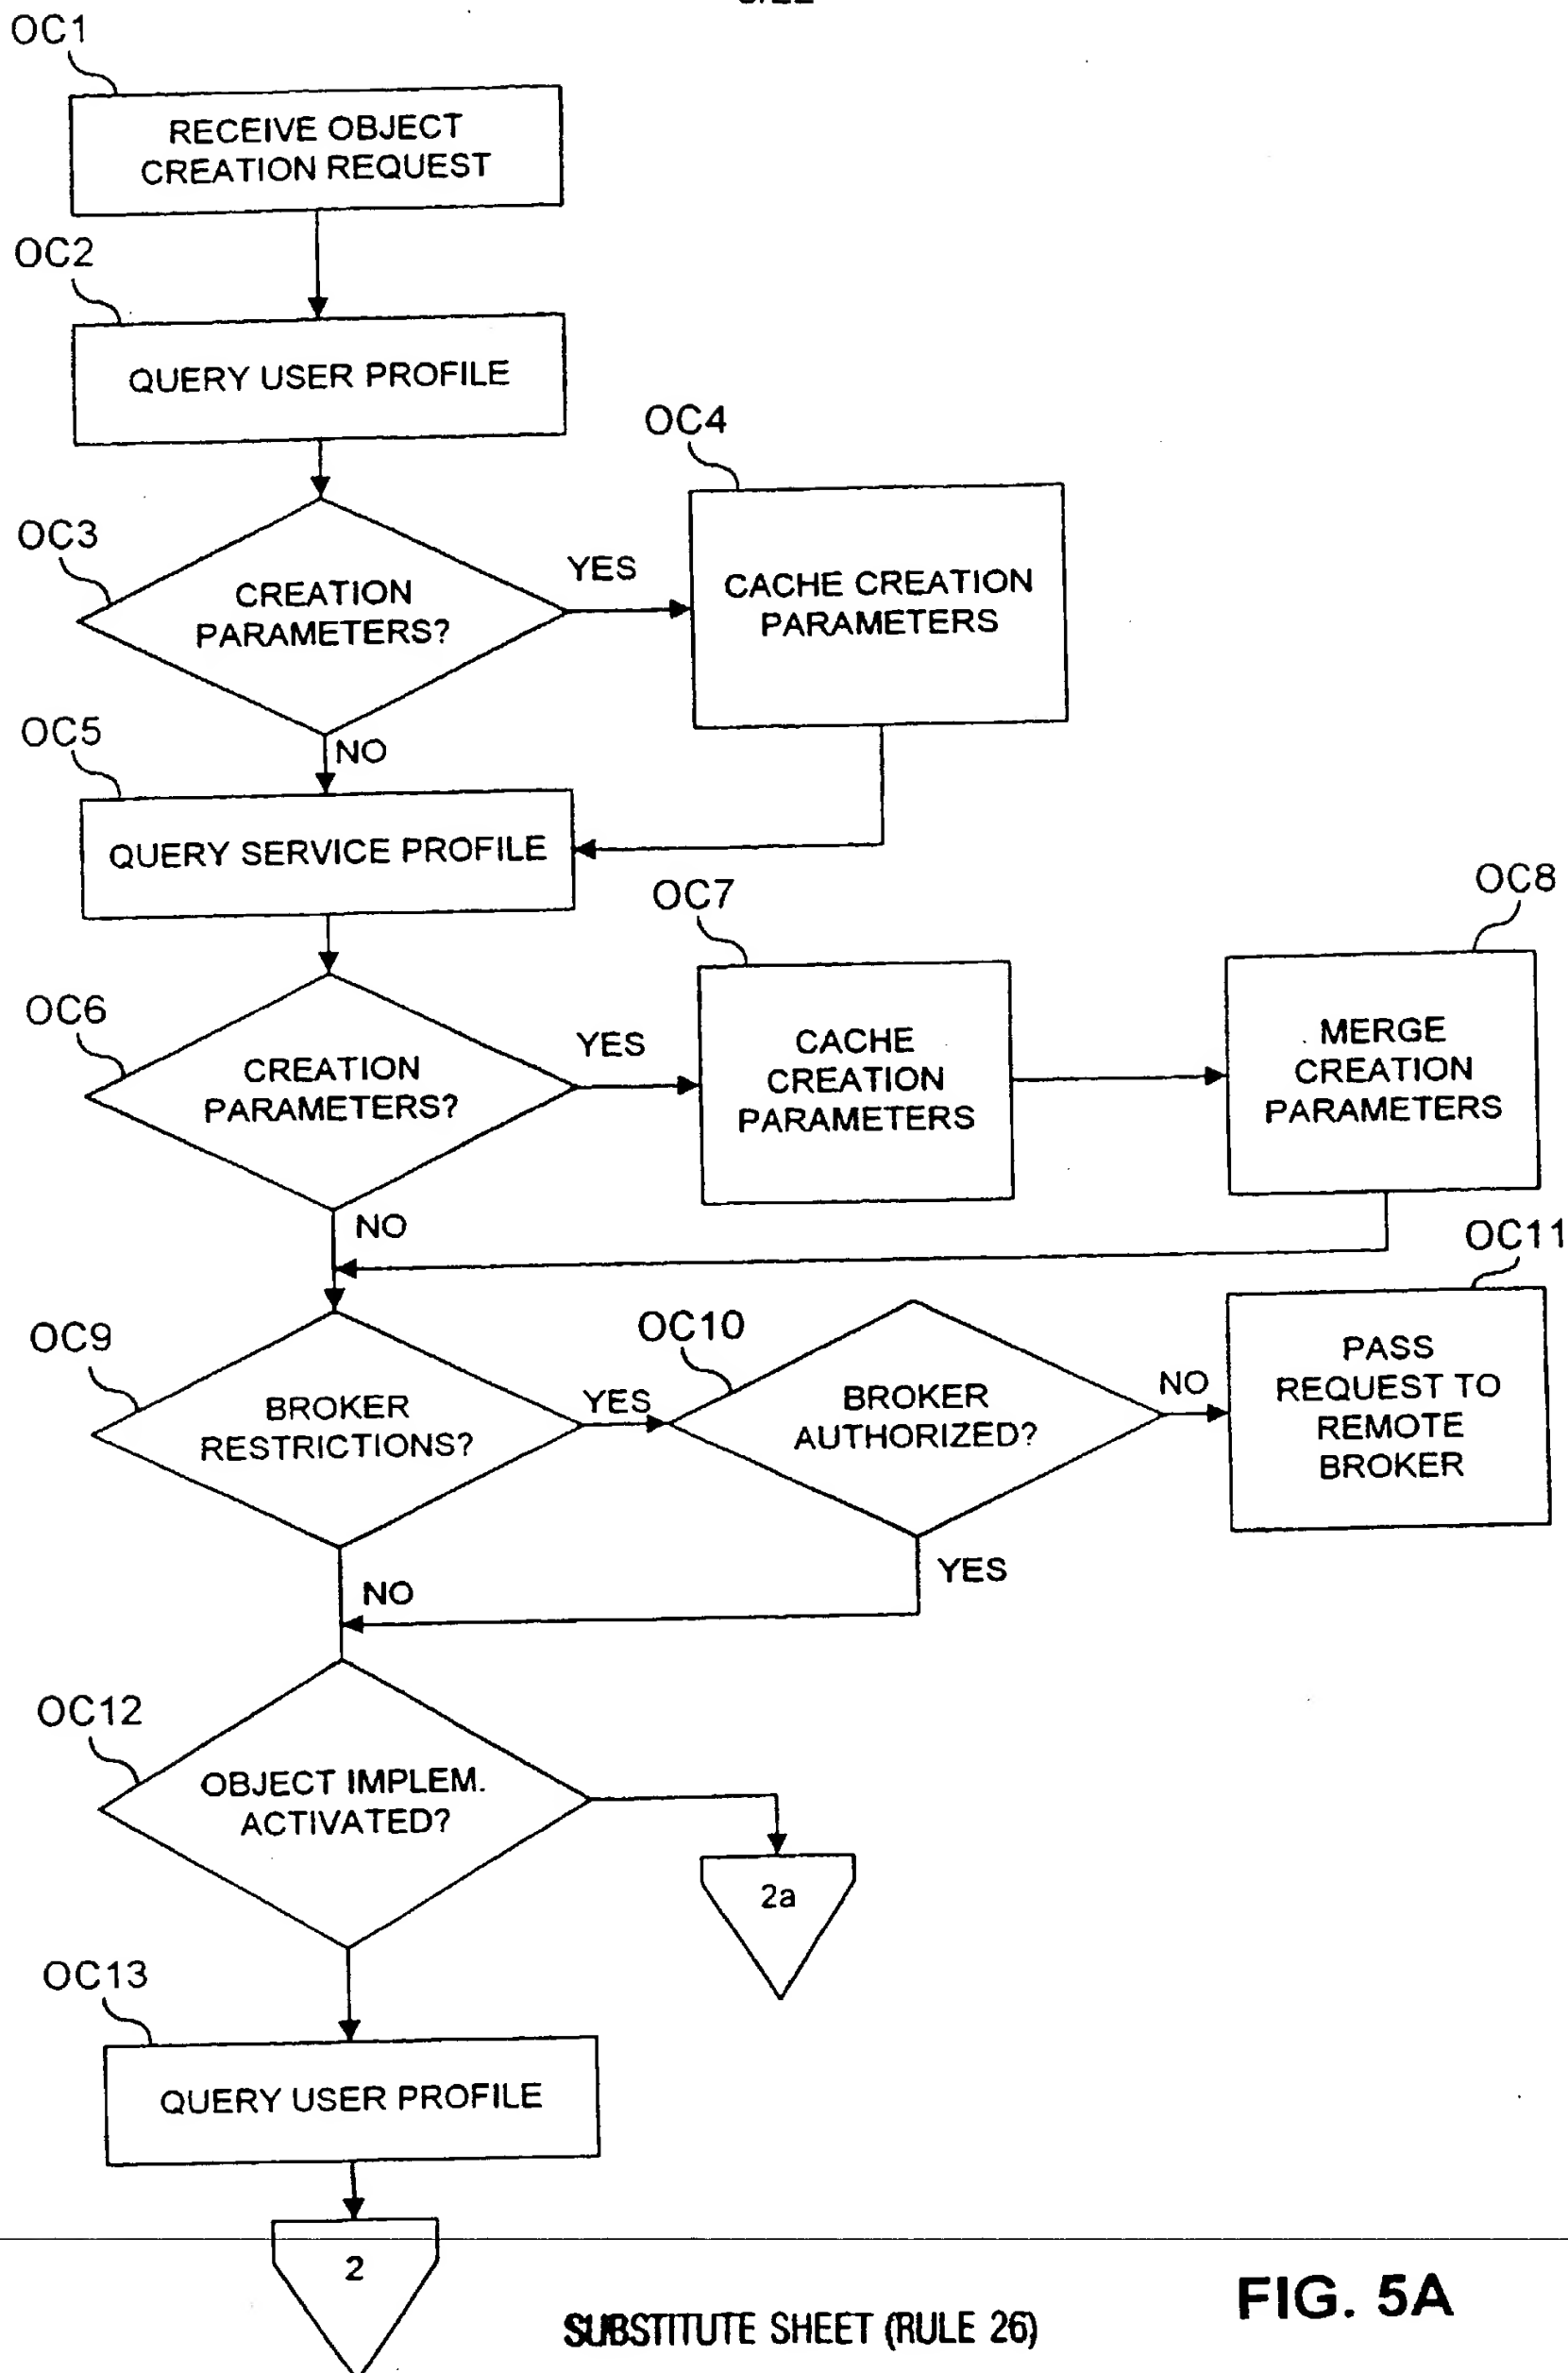 OC1
RECEIVE OBJECT
CREATION REQUEST
OC2
QUERY USER PROFILE
OC3
CREATION
PARAMETERS?
YES
OC4
CACHE CREATION
PARAMETERS
NO
OC5
QUERY SERVICE PROFILE
OC6
CREATION
PARAMETERS?
YES
OC7
CACHE
CREATION
PARAMETERS
OC8
MERGE
CREATION
PARAMETERS
NO
OC9
BROKER
RESTRICTIONS?
YES
OC10
BROKER
AUTHORIZED?
NO
OC11
PASS
REQUEST TO
REMOTE
BROKER
YES
NO
OC12
OBJECT IMPLEM.
ACTIVATED?
2a
OC13
QUERY USER PROFILE
2
SUBSTITUTE SHEET (RULE 26)
FIG. 5A